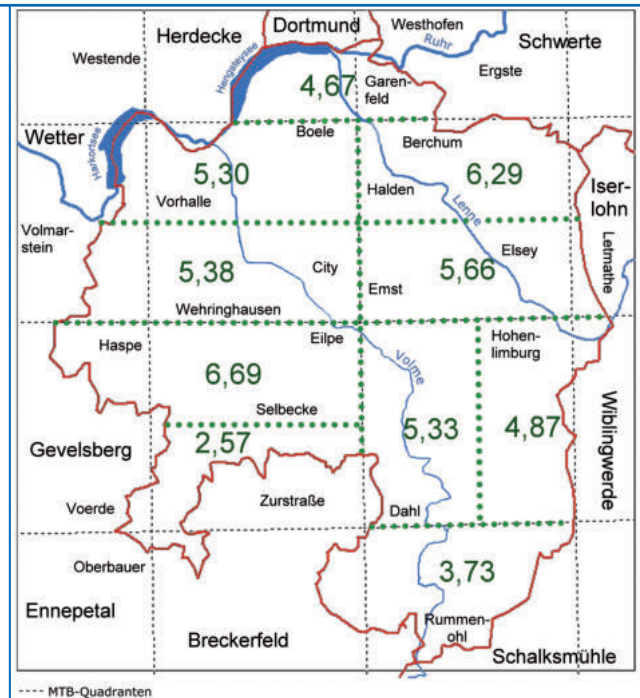 Herdecke
Dortmund
Westhofen
Schwerte
Westende
Hengsteysee
Ruhr
Ergste
4,67
Garen-
feld
Wetter
Harkortsee
Boele
Berchum
5,30
6,29
Iser-
lohn
Vorhalle
Halden
Lenne
Volmar-
stein
Letmathe
5,38
City
Elsey
5,66
Emst
Wehringhausen
Haspe
Eilpe
Hohen-
limburg
Volme
6,69
Selbecke
Wiblingwerde
Gevelsberg
2,57
5,33
4,87
Zurstraße
Voerde
Dahl
Oberbauer
3,73
Ennepetal
Rummen-
ohl
Breckerfeld
Schalksmühle
MTB-Quadranten